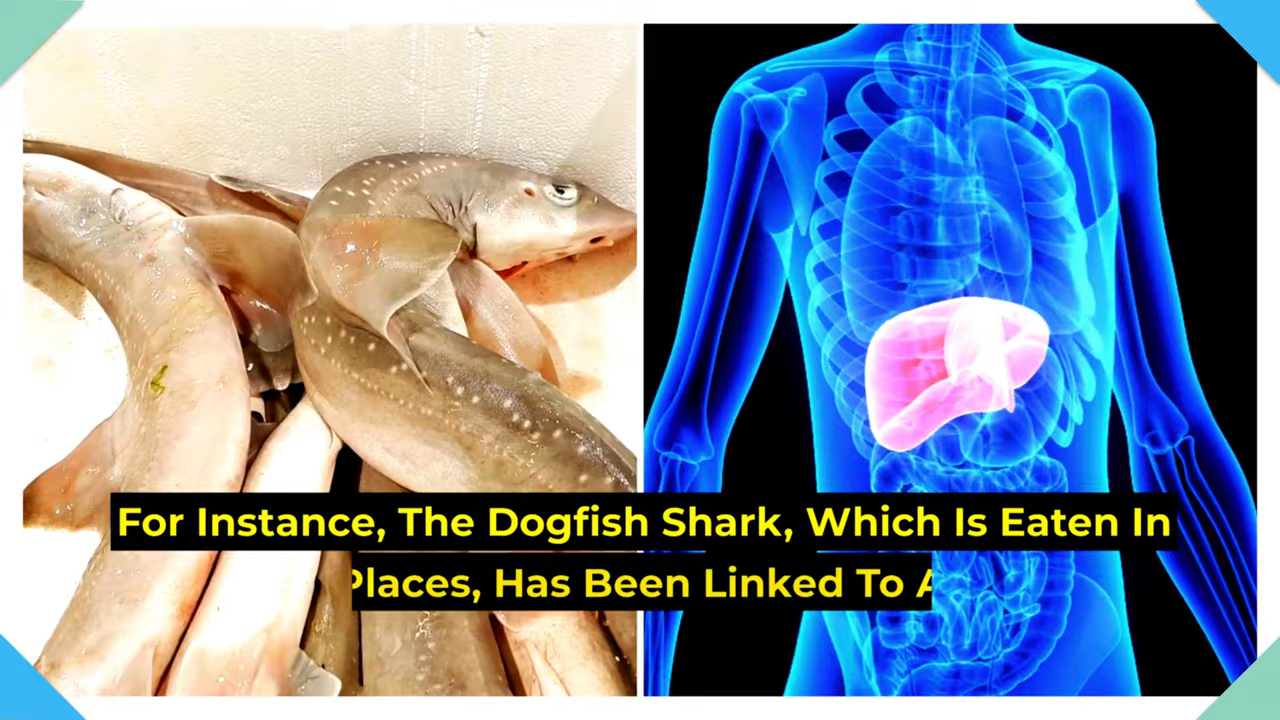 For Instance, The Dogfish Shark, Which Is Eaten In
Places, Has Been Linked To